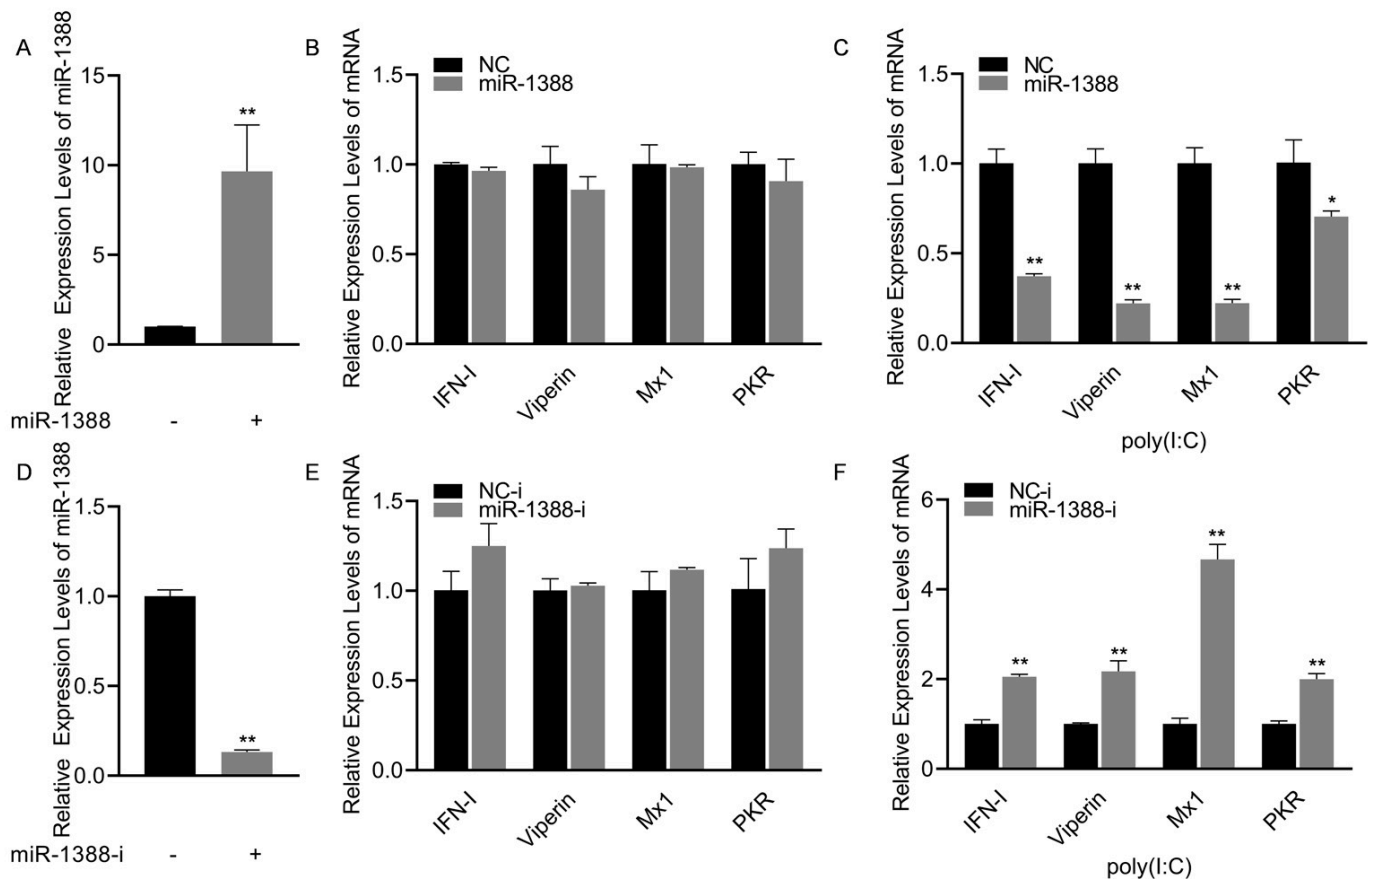 A
Relative Expression Levels of miR-1388
15
10
5
0
**
miR-1388 - +
B
Relative Expression Levels of mRNA
NC
miR-1388
1.5
1.0
0.5
0.0
IFN-I Viperin Mx1 PKR
C
Relative Expression Levels of mRNA
NC
miR-1388
1.5
1.0
0.5
0.0
** ** ** *
IFN-I Viperin Mx1 PKR
poly(I:C)
D
Relative Expression Levels of miR-1388
1.5
1.0
0.5
0.0
**
miR-1388-i - +
E
Relative Expression Levels of mRNA
NC-i
miR-1388-i
1.5
1.0
0.5
0.0
IFN-I Viperin Mx1 PKR
F
Relative Expression Levels of mRNA
NC-i
miR-1388-i
6
4
2
0
** ** ** **
IFN-I Viperin Mx1 PKR
poly(I:C)